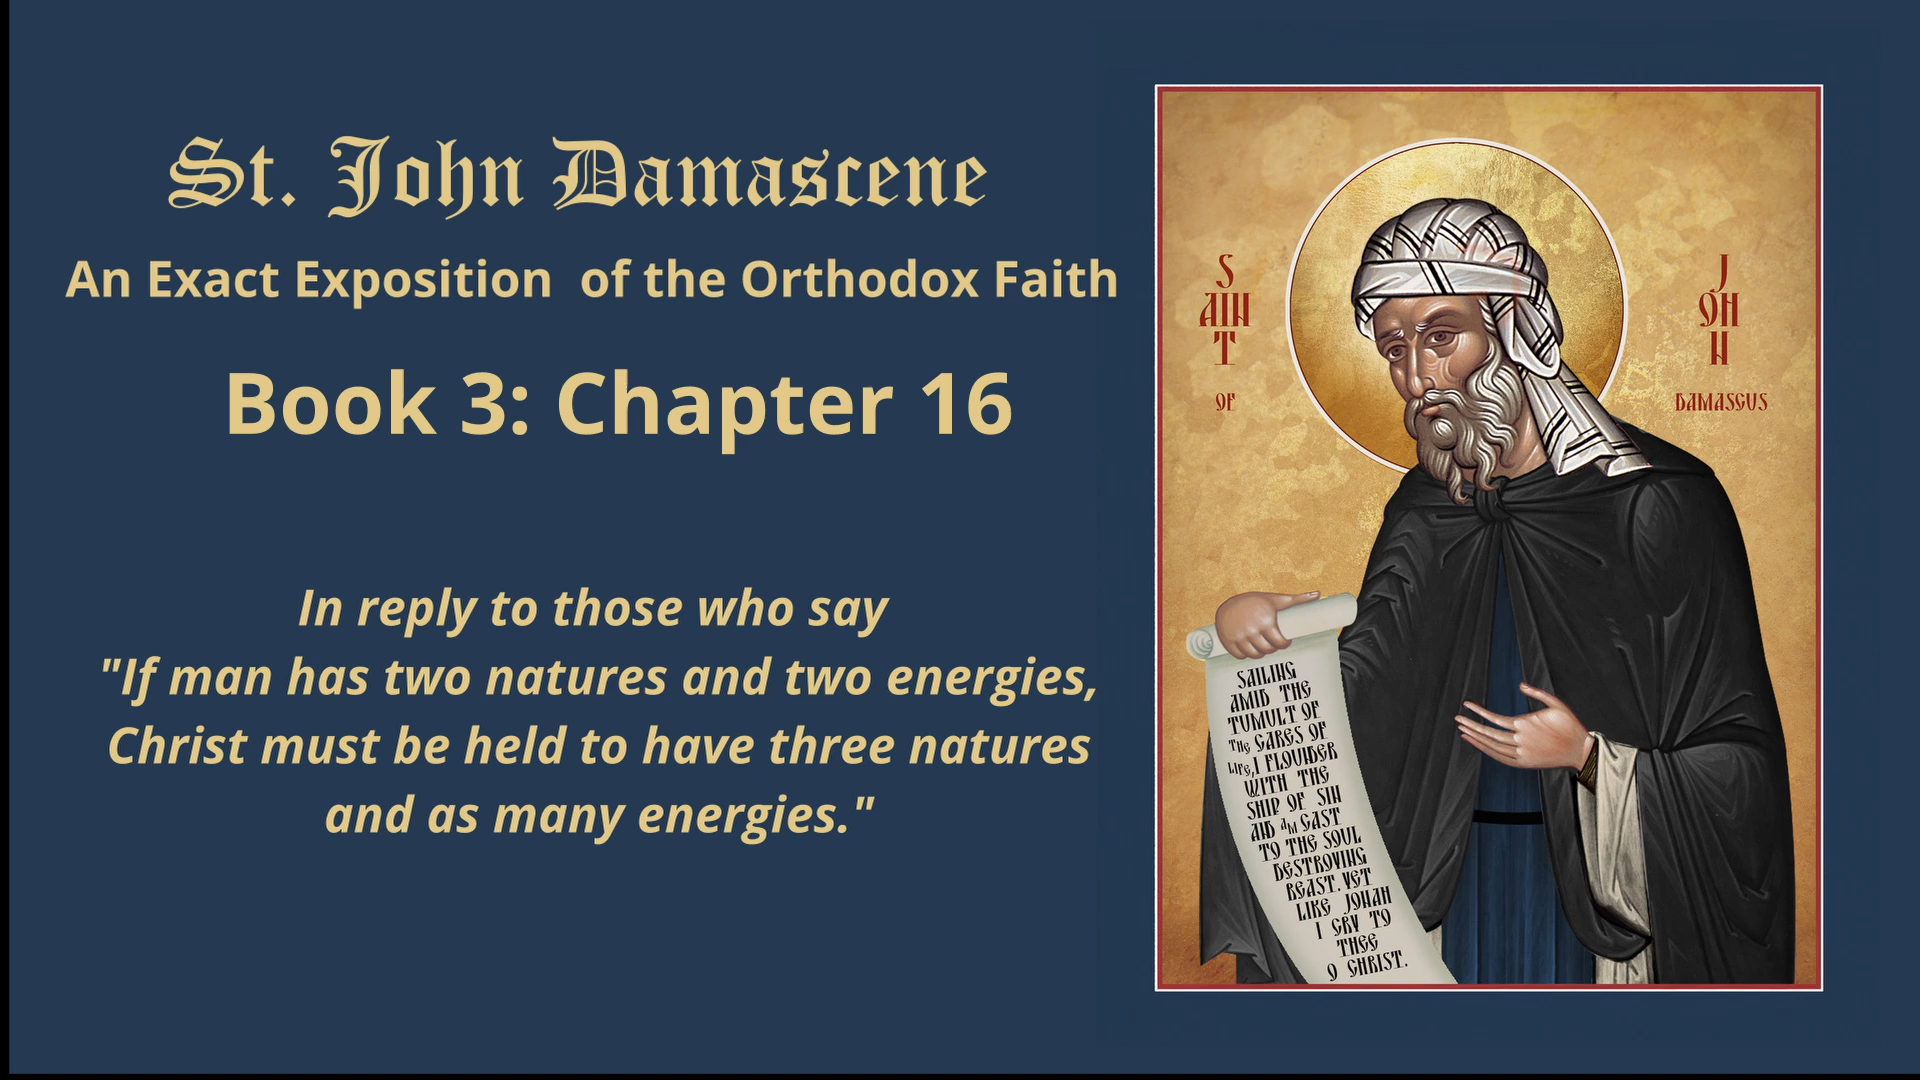 St. John Damascene
An Exact Exposition of the Orthodox Faith
Book 3: Chapter 16
In reply to those who say
"If man has two natures and two energies,
Christ must be held to have three natures
and as many energies."
S
AIN
T
OF
J
OH
N
DAMASCUS
SAILING
AMID THE
TUMULT OF
THE CARES OF
LIFE, I FLOUNDER
WITH THE
SHIP OF SIN
AND AM CAST
TO THE SOUL
DESTROYING
BEAST. YET
LIKE JONAH
I CRY TO
THEE
O CHRIST.